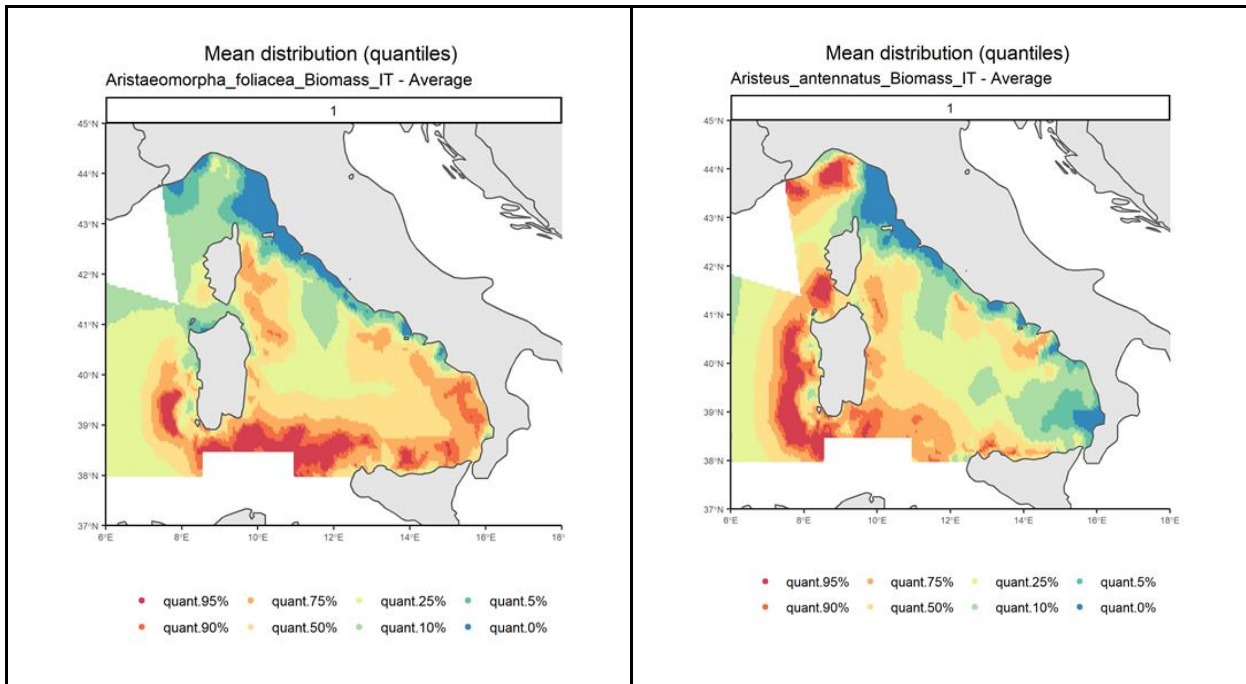 Mean distribution (quantiles)
Aristaeomorpha_foliacea_Biomass_IT - Average
1
45°N
44°N
43°N
42°N
41°N
40°N
39°N
38°N
37°N
6°E
8°E
10°E
12°E
14°E
16°E
18°
quant.95%
quant.75%
quant.25%
quant.5%
quant.90%
quant.50%
quant.10%
quant.0%
Mean distribution (quantiles)
Aristeus_antennatus_Biomass_IT - Average
1
45°N
44°N
43°N
42°N
41°N
40°N
39°N
38°N
37°N
6°E
8°E
10°E
12°E
14°E
16°E
18°
quant.95%
quant.75%
quant.25%
quant.5%
quant.90%
quant.50%
quant.10%
quant.0%